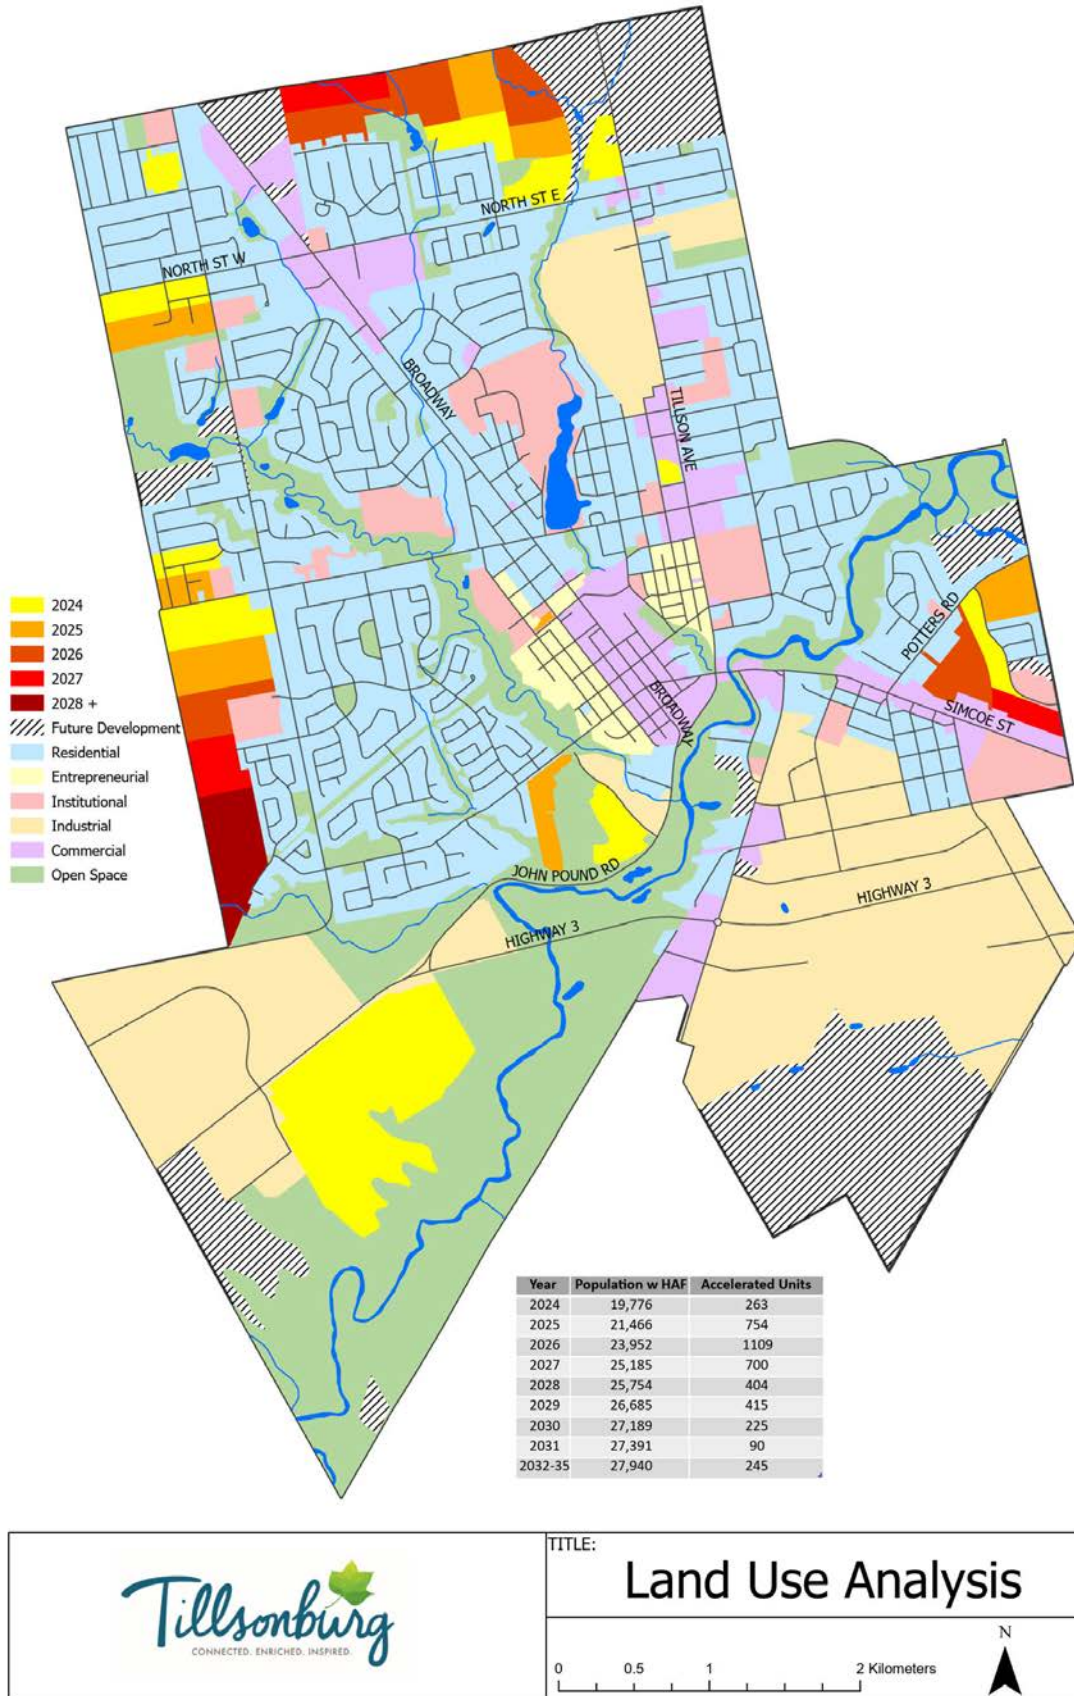 NORTH ST E
NORTH ST W
BROADWAY
TILLSON AVE
2024
2025
2026
2027
2028 +
Future Development
Residential
Entrepreneurial
Institutional
Industrial
Commercial
Open Space
POTTERS RD
BROADWAY
SIMCOE ST
JOHN POUND RD
HIGHWAY 3
HIGHWAY 3
Year Population w HAF Accelerated Units
2024 19,776 263
2025 21,466 754
2026 23,952 1109
2027 25,185 700
2028 25,754 404
2029 26,685 415
2030 27,189 225
2031 27,391 90
2032-35 27,940 245
Tillsonburg
CONNECTED. ENRICHED. INSPIRED.
TITLE:
Land Use Analysis
N
0 0.5 1 2 Kilometers